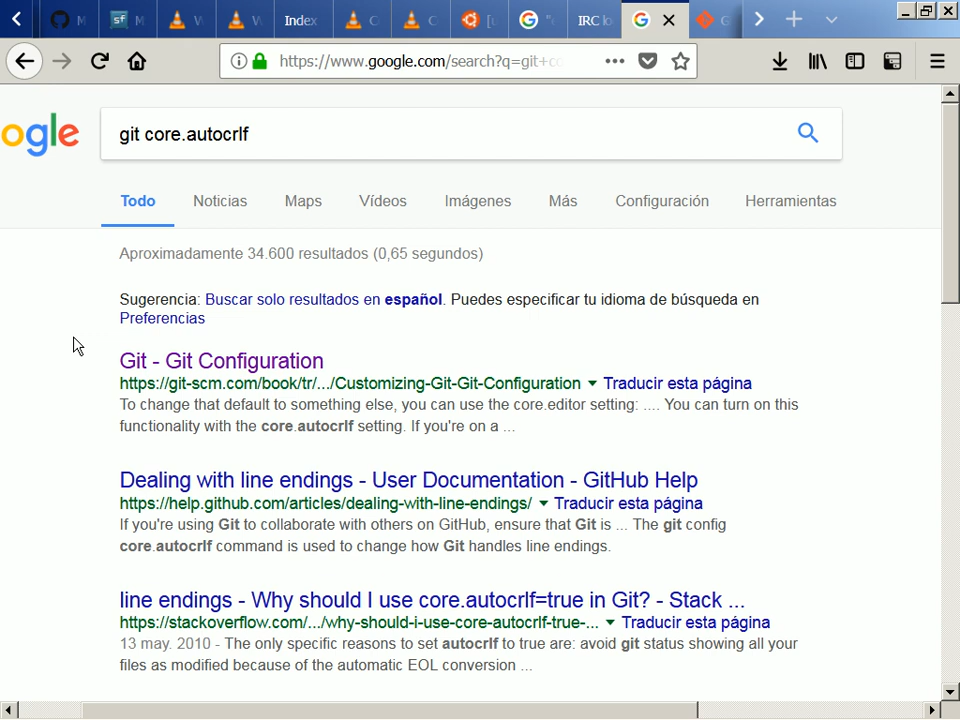 M
M
V
V
Index
C
C
[u
"c
IRC lo
G
https://www.google.com/search?q=git+co
ogle
git core.autocrlf
Todo
Noticias
Maps
Vídeos
Imágenes
Más
Configuración
Herramientas
Aproximadamente 34.600 resultados (0,65 segundos)
Sugerencia: Buscar solo resultados en español. Puedes especificar tu idioma de búsqueda en
Preferencias
Git - Git Configuration
https://git-scm.com/book/tr/.../Customizing-Git-Git-Configuration ▼ Traducir esta página
To change that default to something else, you can use the core.editor setting: .... You can turn on this
functionality with the core.autocrlf setting. If you're on a ...
Dealing with line endings - User Documentation - GitHub Help
https://help.github.com/articles/dealing-with-line-endings/ ▼ Traducir esta página
If you're using Git to collaborate with others on GitHub, ensure that Git is ... The git config
core.autocrlf command is used to change how Git handles line endings.
line endings - Why should I use core.autocrlf=true in Git? - Stack ...
https://stackoverflow.com/.../why-should-i-use-core-autocrlf-true-... ▼ Traducir esta página
13 may. 2010 - The only specific reasons to set autocrlf to true are: avoid git status showing all your
files as modified because of the automatic EOL conversion ...